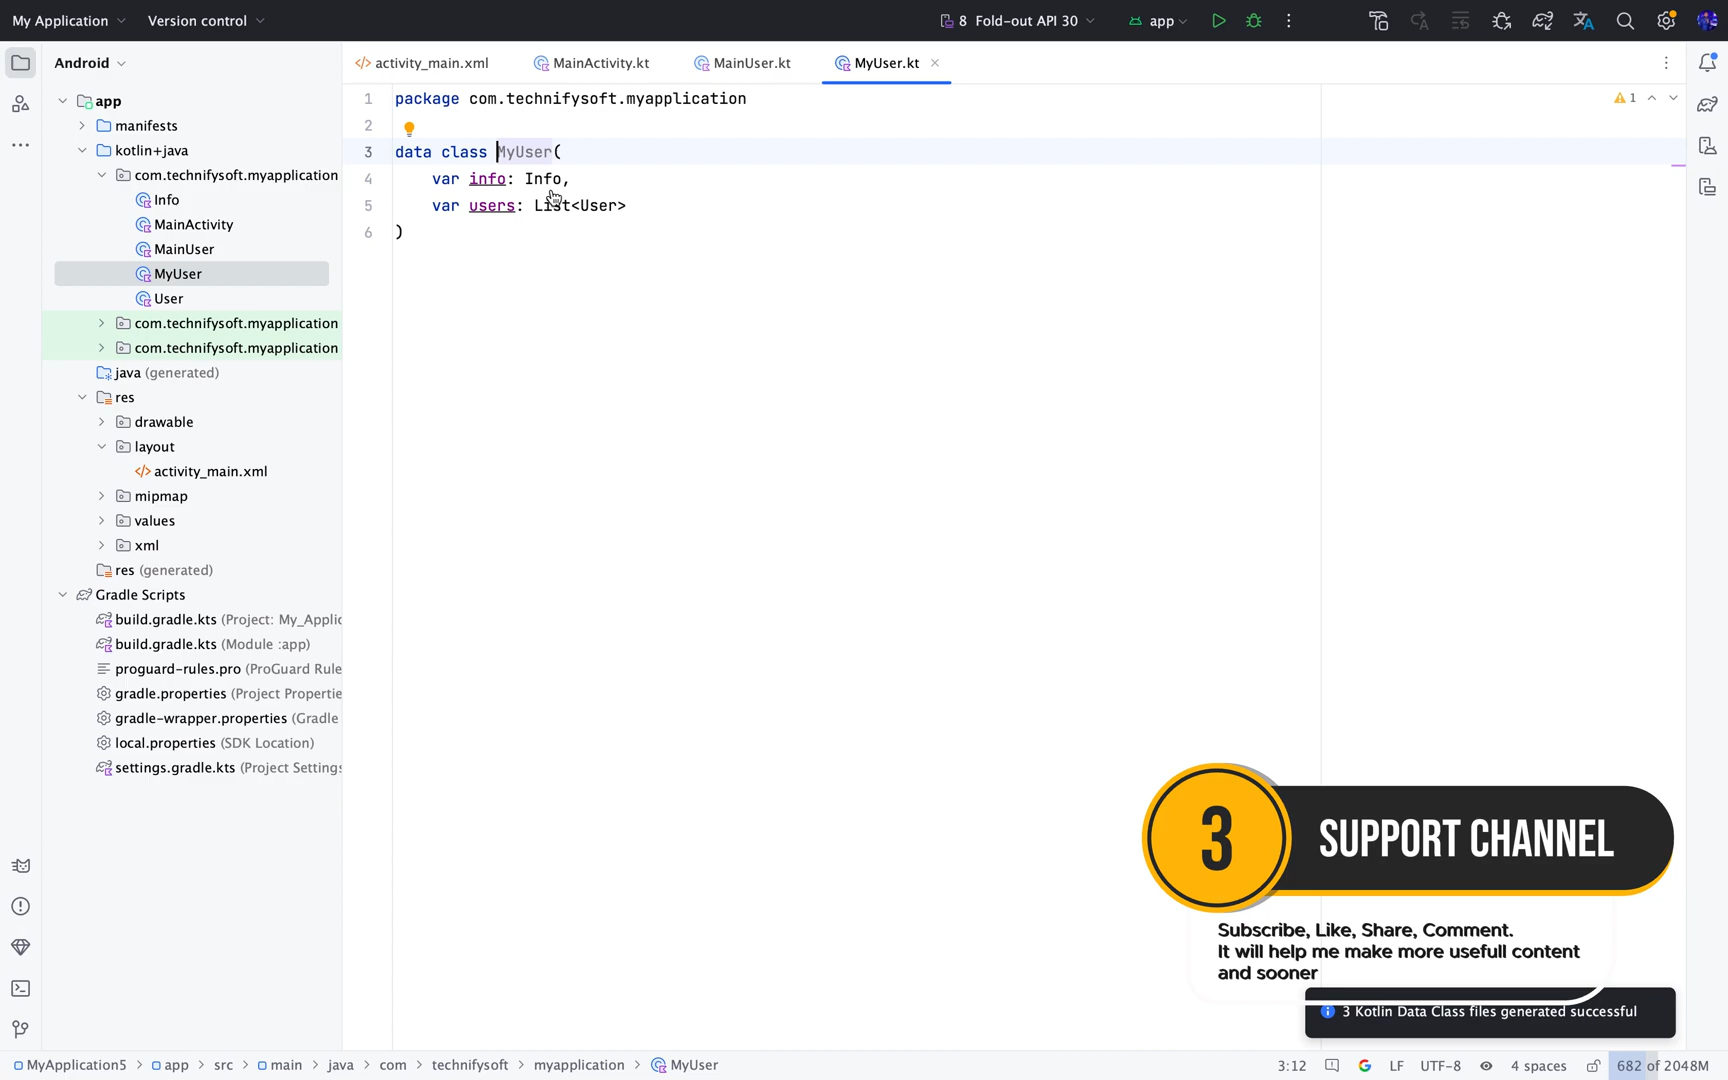 My Application
Version control
8 Fold-out API 30
app
Android
activity_main.xml
MainActivity.kt
MainUser.kt
MyUser.kt
app
manifests
kotlin+java
com.technifysoft.myapplication
Info
MainActivity
MainUser
MyUser
User
com.technifysoft.myapplication
com.technifysoft.myapplication
java (generated)
res
drawable
layout
activity_main.xml
mipmap
values
xml
res (generated)
Gradle Scripts
build.gradle.kts (Project: My_Applic
build.gradle.kts (Module :app)
proguard-rules.pro (ProGuard Rule
gradle.properties (Project Propertie
gradle-wrapper.properties (Gradle
local.properties (SDK Location)
settings.gradle.kts (Project Settings
1 package com.technifysoft.myapplication
2
3 data class MyUser(
4 var info: Info,
5 var users: List<User>
6 )
1
3
SUPPORT CHANNEL
Subscribe, Like, Share, Comment.
It will help me make more usefull content
and sooner
3 Kotlin Data Class files generated successful
MyApplication5 > app > src > main > java > com > technifysoft > myapplication > MyUser
3:12 LF UTF-8 4 spaces 682 of 2048M